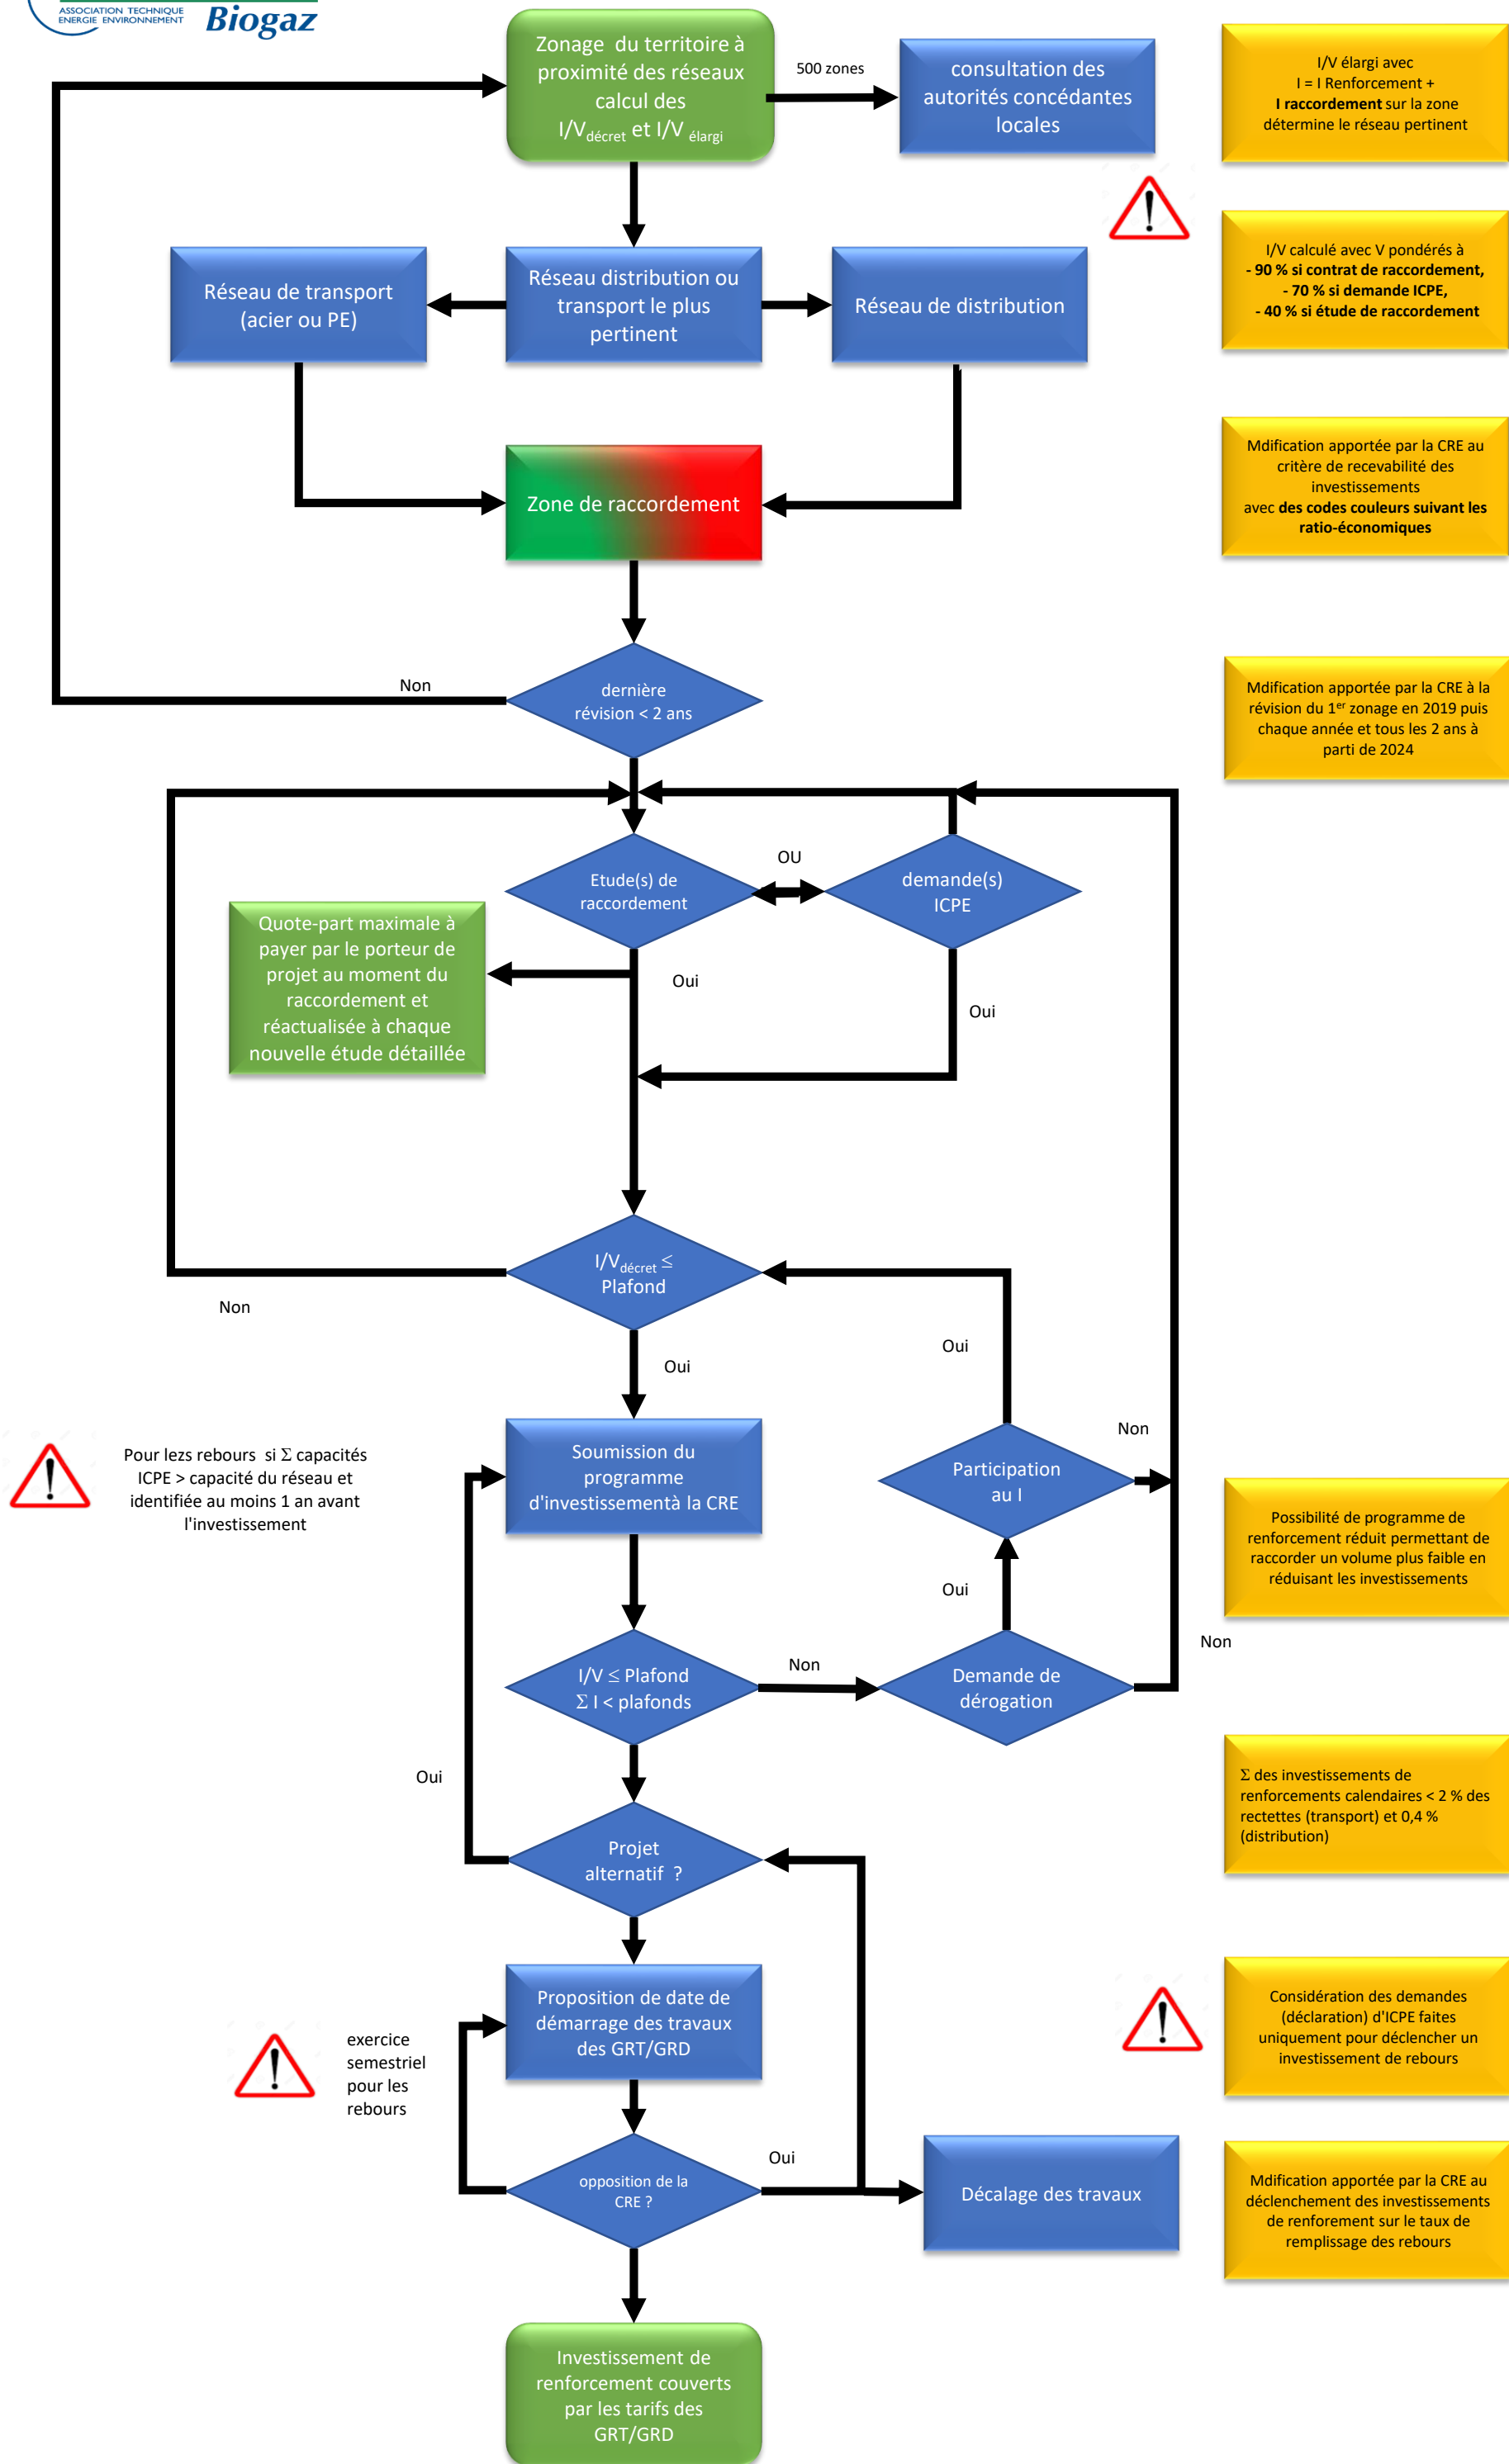 ASSOCIATION TECHNIQUE
ENERGIE ENVIRONNEMENT
Biogaz
Zonage du territoire à
proximité des réseaux
calcul des
I/Vdécret et I/V élargi
500 zones
consultation des
autorités concédantes
locales
I/V élargi avec
I = I Renforcement +
I raccordement sur la zone
détermine le réseau pertinent
I/V calculé avec V pondérés à
- 90 % si contrat de raccordement,
- 70 % si demande ICPE,
- 40 % si étude de raccordement
Réseau de transport
(acier ou PE)
Réseau distribution ou
transport le plus
pertinent
Réseau de distribution
Mdification apportée par la CRE au
critère de recevabilité des
investissements
avec des codes couleurs suivant les
ratio-économiques
Zone de raccordement
Non
dernière
révision < 2 ans
Mdification apportée par la CRE à la
révision du 1er zonage en 2019 puis
chaque année et tous les 2 ans à
parti de 2024
Etude(s) de
raccordement
OU
demande(s)
ICPE
Quote-part maximale à
payer par le porteur de
projet au moment du
raccordement et
réactualisée à chaque
nouvelle étude détaillée
Oui
Oui
I/Vdécret ≤
Plafond
Non
Oui
Oui
Pour lezs rebours si Σ capacités
ICPE > capacité du réseau et
identifiée au moins 1 an avant
l'investissement
Soumission du
programme
d'investissementà la CRE
Participation
au I
Non
Possibilité de programme de
renforcement réduit permettant de
raccorder un volume plus faible en
réduisant les investissements
Oui
Non
I/V ≤ Plafond
Σ I < plafonds
Non
Demande de
dérogation
Oui
Σ des investissements de
renforcements calendaires < 2 % des
rectettes (transport) et 0,4 %
(distribution)
Projet
alternatif ?
Proposition de date de
démarrage des travaux
des GRT/GRD
exercice
semestriel
pour les
rebours
Considération des demandes
(déclaration) d'ICPE faites
uniquement pour déclencher un
investissement de rebours
opposition de la
CRE ?
Oui
Décalage des travaux
Mdification apportée par la CRE au
déclenchement des investissements
de renforement sur le taux de
remplissage des rebours
Investissement de
renforcement couverts
par les tarifs des
GRT/GRD